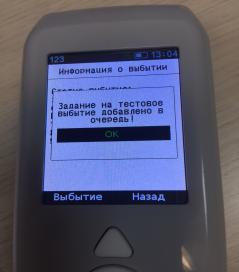 123 13:04
Информация о выбытии
Задание на тестовое
выбытие добавлено в
очередь!
OK
Выбытие Назад